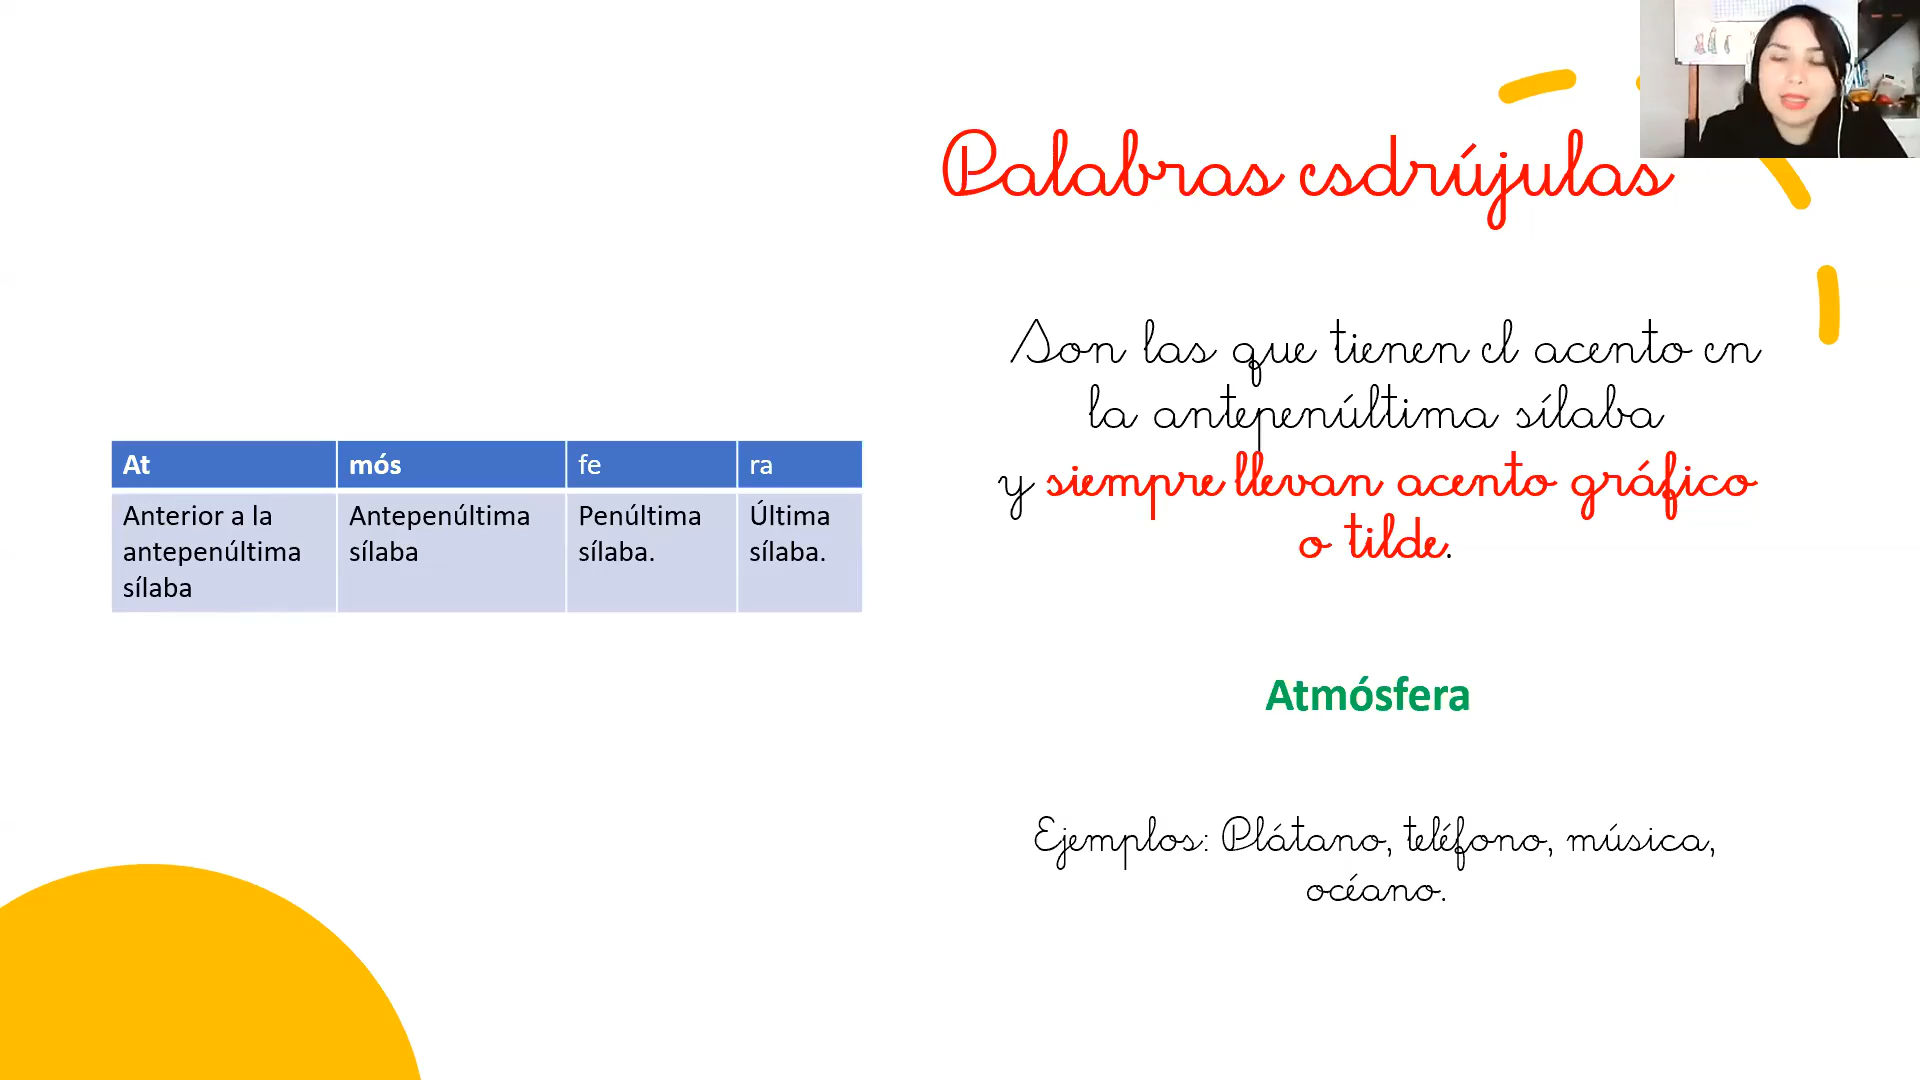 Palabras esdrújulas
At mós fe ra
Anterior a la antepenúltima sílaba
Antepenúltima sílaba
Penúltima sílaba.
Última sílaba.
Son las que tienen el acento en
la antepenúltima sílaba
y siempre llevan acento gráfico
o tilde.
Atmósfera
Ejemplos: Plátano, teléfono, música,
océano.